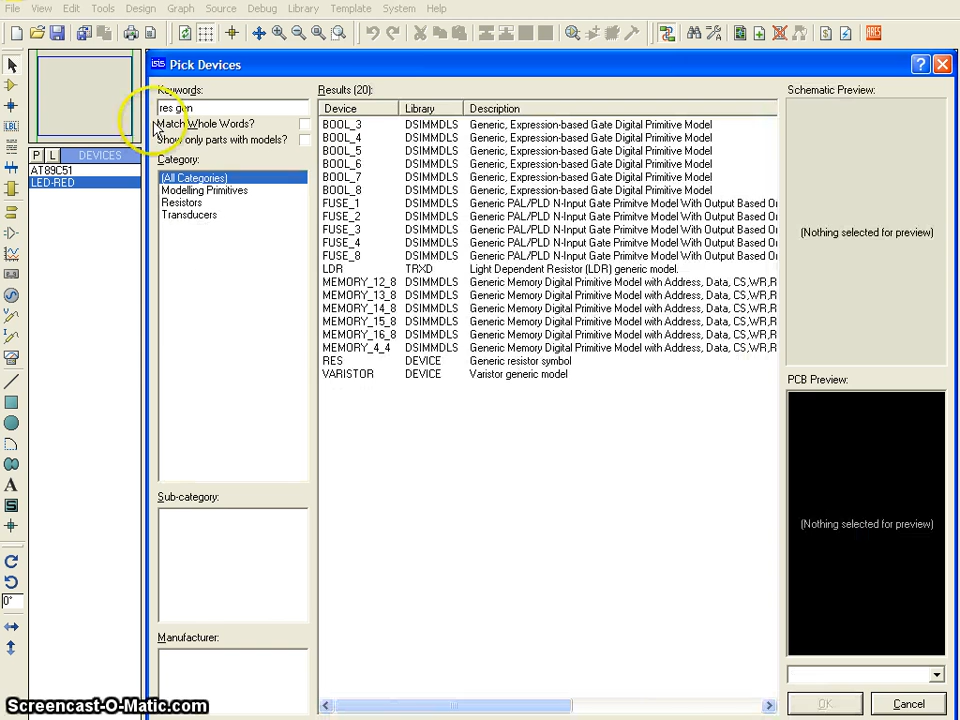 File View Edit Tools Design Graph Source Debug Library Template System Help
LBL
ARES
ISIS Pick Devices
Keywords:
res gen
Match Whole Words?
Show only parts with models?
Category:
(All Categories)
Modelling Primitives
Resistors
Transducers
Sub-category:
Manufacturer:
P L DEVICES
AT89C51
LED-RED
A
S
0°
Results (20):
Device Library Description
BOOL_3 DSIMMDLS Generic, Expression-based Gate Digital Primitive Model
BOOL_4 DSIMMDLS Generic, Expression-based Gate Digital Primitive Model
BOOL_5 DSIMMDLS Generic, Expression-based Gate Digital Primitive Model
BOOL_6 DSIMMDLS Generic, Expression-based Gate Digital Primitive Model
BOOL_7 DSIMMDLS Generic, Expression-based Gate Digital Primitive Model
BOOL_8 DSIMMDLS Generic, Expression-based Gate Digital Primitive Model
FUSE_1 DSIMMDLS Generic PAL/PLD N-Input Gate Primitve Model With Output Based On
FUSE_2 DSIMMDLS Generic PAL/PLD N-Input Gate Primitve Model With Output Based On
FUSE_3 DSIMMDLS Generic PAL/PLD N-Input Gate Primitve Model With Output Based On
FUSE_4 DSIMMDLS Generic PAL/PLD N-Input Gate Primitve Model With Output Based On
FUSE_8 DSIMMDLS Generic PAL/PLD N-Input Gate Primitve Model With Output Based On
LDR TRXD Light Dependent Resistor (LDR) generic model.
MEMORY_12_8 DSIMMDLS Generic Memory Digital Primitive Model with Address, Data, CS,WR,R
MEMORY_13_8 DSIMMDLS Generic Memory Digital Primitive Model with Address, Data, CS,WR,R
MEMORY_14_8 DSIMMDLS Generic Memory Digital Primitive Model with Address, Data, CS,WR,R
MEMORY_15_8 DSIMMDLS Generic Memory Digital Primitive Model with Address, Data, CS,WR,R
MEMORY_16_8 DSIMMDLS Generic Memory Digital Primitive Model with Address, Data, CS,WR,R
MEMORY_4_4 DSIMMDLS Generic Memory Digital Primitive Model with Address, Data, CS,WR,R
RES DEVICE Generic resistor symbol
VARISTOR DEVICE Varistor generic model
Schematic Preview:
(Nothing selected for preview)
PCB Preview:
(Nothing selected for preview)
OK Cancel
Screencast-O-Matic.com